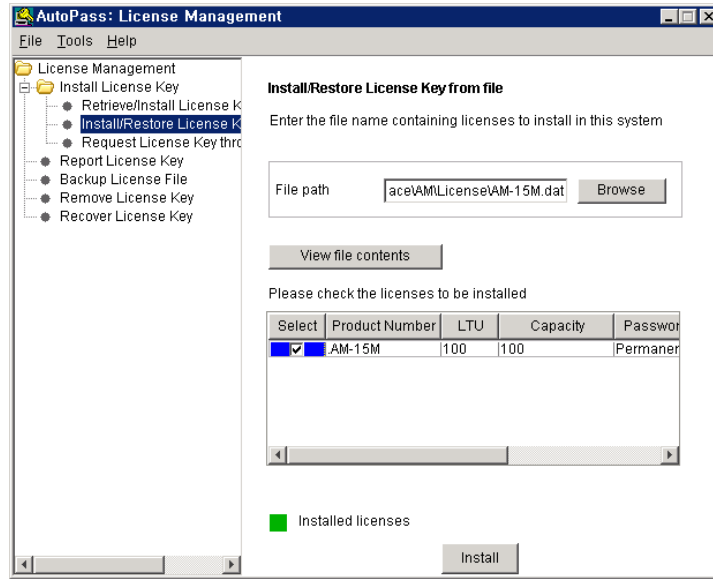 AutoPass: License Management
File Tools Help
License Management
Install License Key
Retrieve/Install License K
Install/Restore License K
Request License Key thro
Report License Key
Backup License File
Remove License Key
Recover License Key
Install/Restore License Key from file
Enter the file name containing licenses to install in this system
File path ace\AM\License\AM-15M.dat Browse
View file contents
Please check the licenses to be installed
Select Product Number LTU Capacity Passwor
.AM-15M 100 100 Permaner
Installed licenses
Install